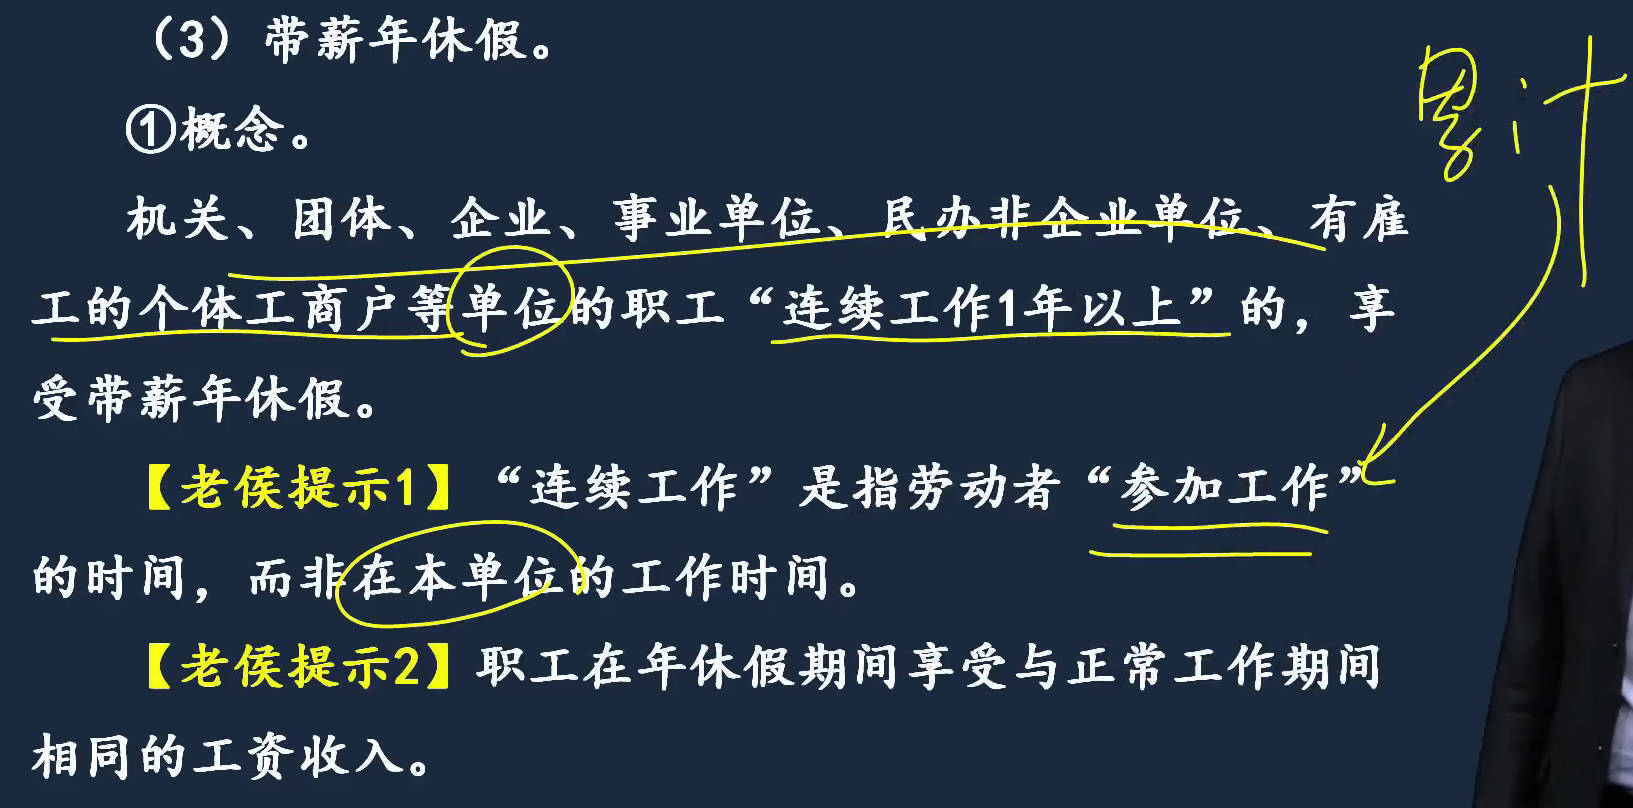 （3）带薪年休假。
累计
①概念。
机关、团体、企业、事业单位、民办非企业单位、有雇
工的个体工商户等单位的职工“连续工作1年以上”的，享
受带薪年休假。
【老侯提示1】“连续工作”是指劳动者“参加工作”
的时间，而非在本单位的工作时间。
【老侯提示2】职工在年休假期间享受与正常工作期间
相同的工资收入。